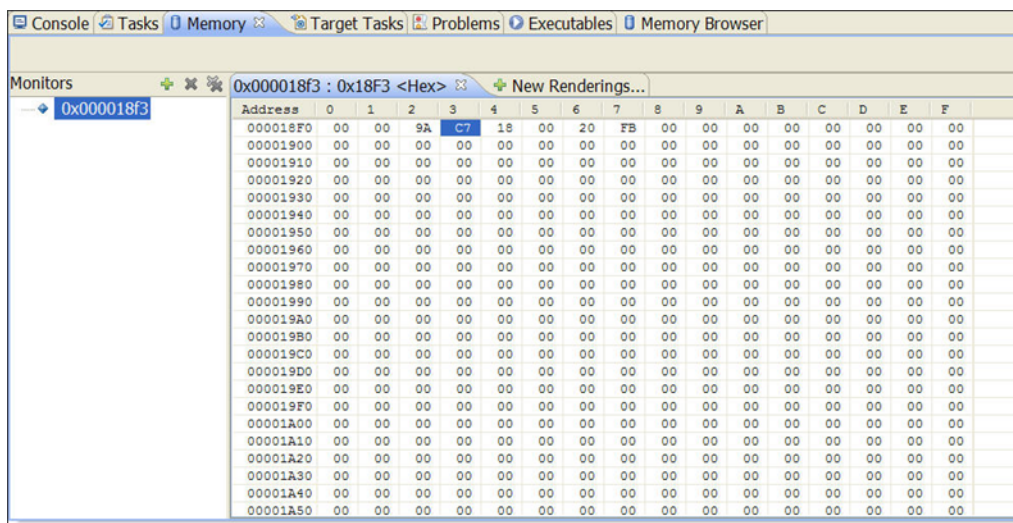 Console Tasks Memory Target Tasks Problems Executables Memory Browser
Monitors 0x000018f3 : 0x18F3 <Hex> New Renderings...
0x000018f3 Address 0 1 2 3 4 5 6 7 8 9 A B C D E F
000018F0 00 00 9A C7 18 00 20 FB 00 00 00 00 00 00 00 00
00001900 00 00 00 00 00 00 00 00 00 00 00 00 00 00 00 00
00001910 00 00 00 00 00 00 00 00 00 00 00 00 00 00 00 00
00001920 00 00 00 00 00 00 00 00 00 00 00 00 00 00 00 00
00001930 00 00 00 00 00 00 00 00 00 00 00 00 00 00 00 00
00001940 00 00 00 00 00 00 00 00 00 00 00 00 00 00 00 00
00001950 00 00 00 00 00 00 00 00 00 00 00 00 00 00 00 00
00001960 00 00 00 00 00 00 00 00 00 00 00 00 00 00 00 00
00001970 00 00 00 00 00 00 00 00 00 00 00 00 00 00 00 00
00001980 00 00 00 00 00 00 00 00 00 00 00 00 00 00 00 00
00001990 00 00 00 00 00 00 00 00 00 00 00 00 00 00 00 00
000019A0 00 00 00 00 00 00 00 00 00 00 00 00 00 00 00 00
000019B0 00 00 00 00 00 00 00 00 00 00 00 00 00 00 00 00
000019C0 00 00 00 00 00 00 00 00 00 00 00 00 00 00 00 00
000019D0 00 00 00 00 00 00 00 00 00 00 00 00 00 00 00 00
000019E0 00 00 00 00 00 00 00 00 00 00 00 00 00 00 00 00
000019F0 00 00 00 00 00 00 00 00 00 00 00 00 00 00 00 00
00001A00 00 00 00 00 00 00 00 00 00 00 00 00 00 00 00 00
00001A10 00 00 00 00 00 00 00 00 00 00 00 00 00 00 00 00
00001A20 00 00 00 00 00 00 00 00 00 00 00 00 00 00 00 00
00001A30 00 00 00 00 00 00 00 00 00 00 00 00 00 00 00 00
00001A40 00 00 00 00 00 00 00 00 00 00 00 00 00 00 00 00
00001A50 00 00 00 00 00 00 00 00 00 00 00 00 00 00 00 00